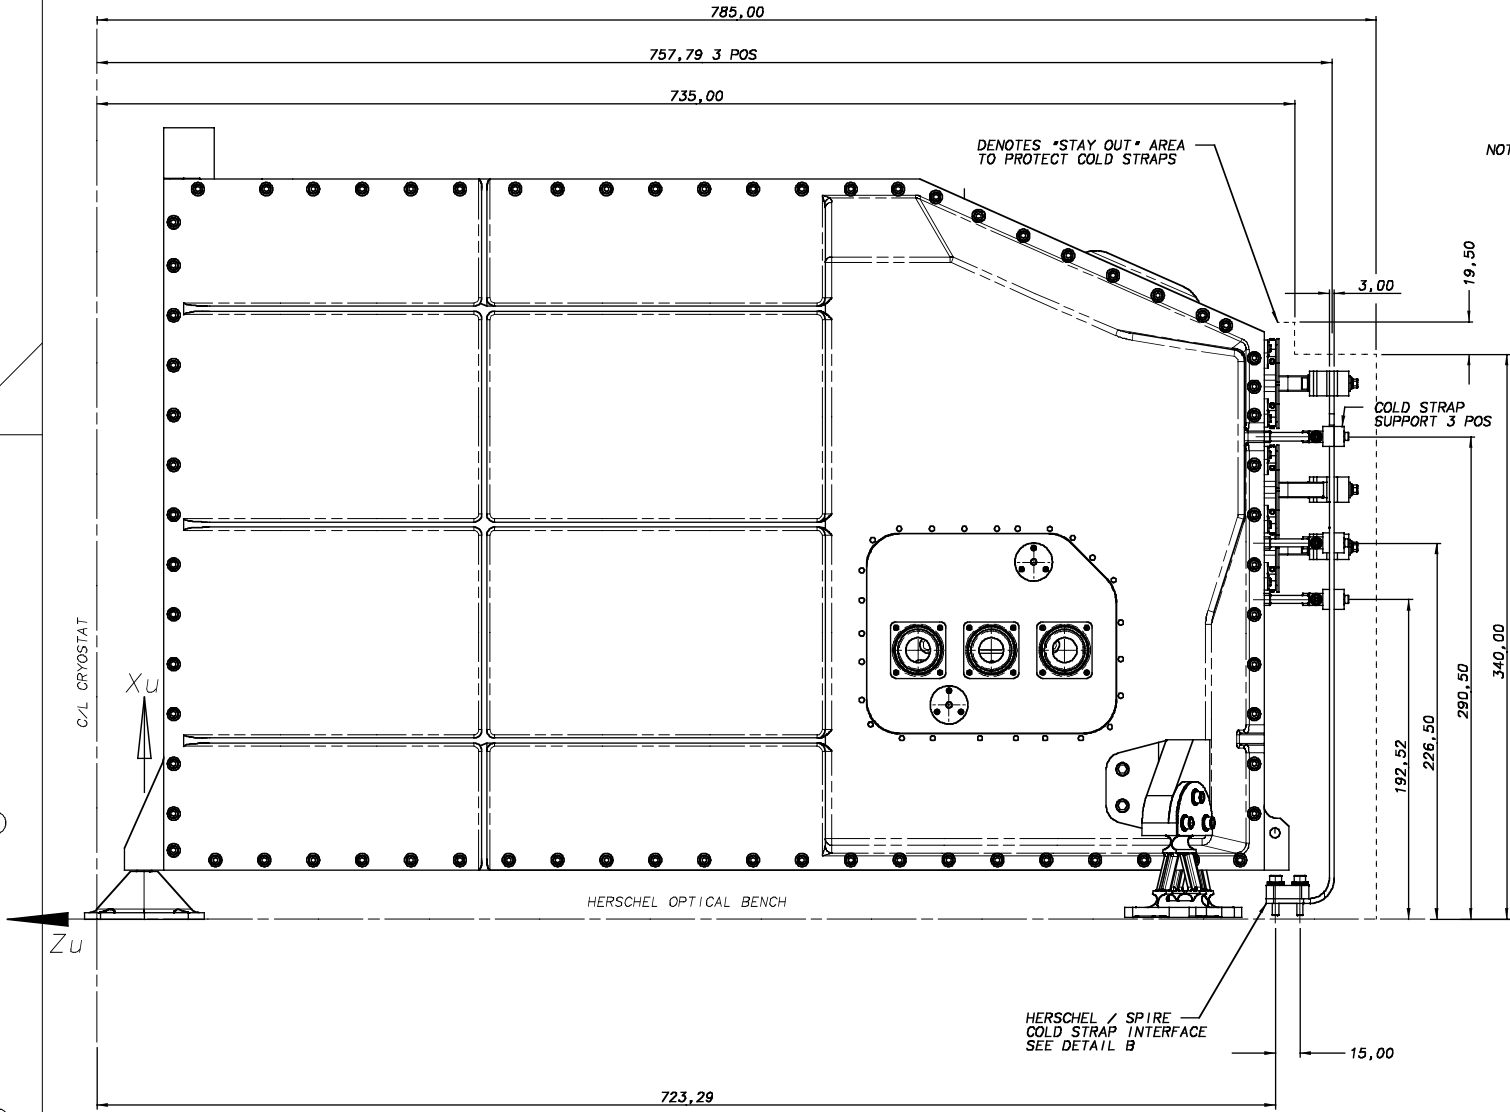 785,00
757,79 3 POS
735,00
DENOTES "STAY OUT" AREA
TO PROTECT COLD STRAPS
NOT
19,50
3,00
COLD STRAP
SUPPORT 3 POS
C/L CRYOSTAT
Xu
340,00
290,50
226,50
192,52
HERSCHEL OPTICAL BENCH
Zu
HERSCHEL / SPIRE
COLD STRAP INTERFACE
SEE DETAIL B
15,00
723,29